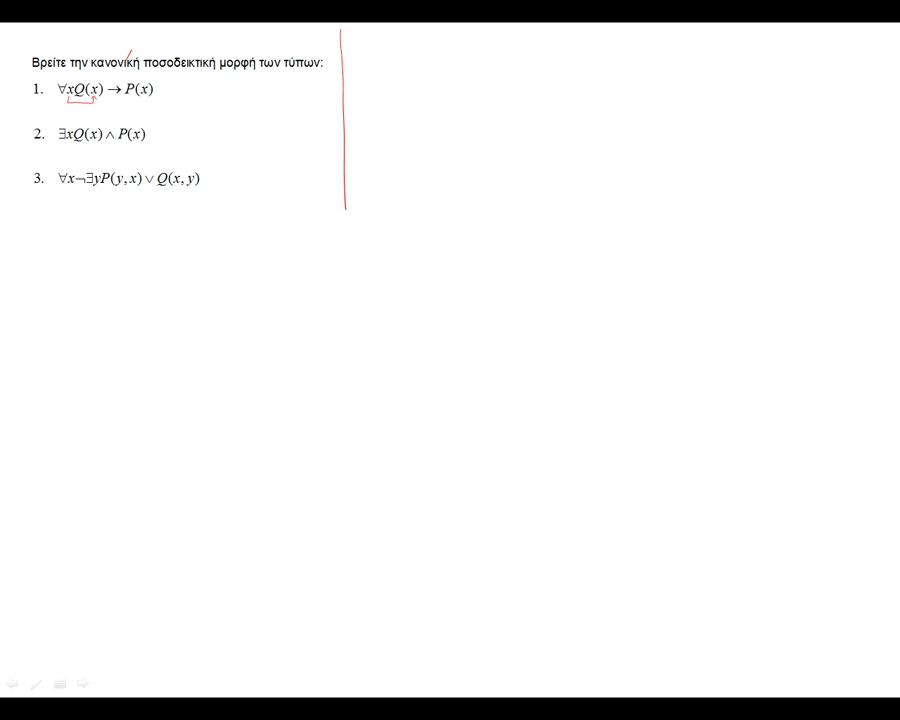 Βρείτε την κανονική ποσοδεικτική μορφή των τύπων:
1. ∀xQ(x) → P(x)
2. ∃xQ(x) ∧ P(x)
3. ∀x¬∃yP(y, x) ∨ Q(x, y)